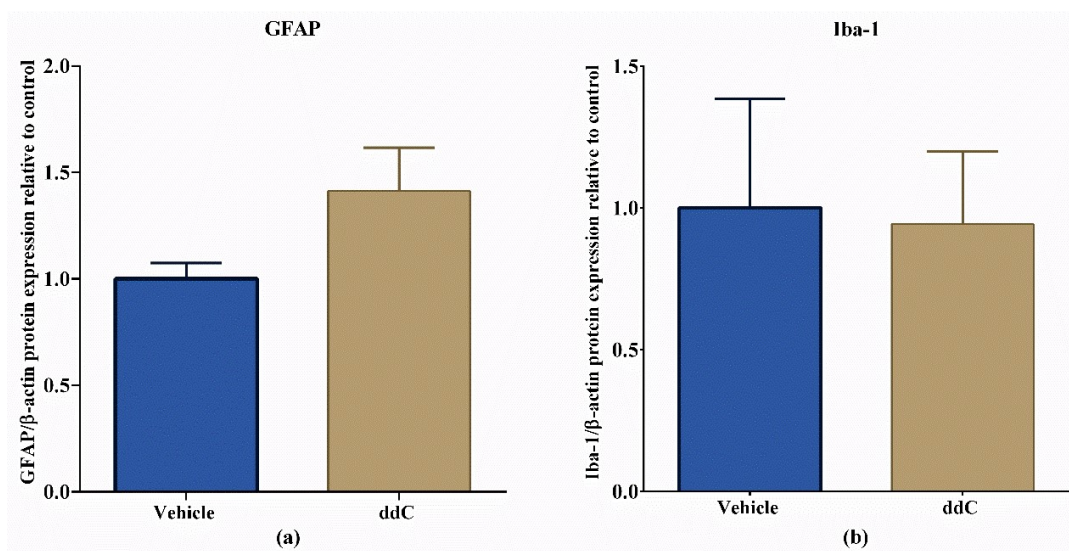 GFAP
GFAP/β-actin protein expression relative to control
2.0
1.5
1.0
0.5
0.0
Vehicle
ddC
(a)
Iba-1
Iba-1/β-actin protein expression relative to control
1.5
1.0
0.5
0.0
Vehicle
ddC
(b)